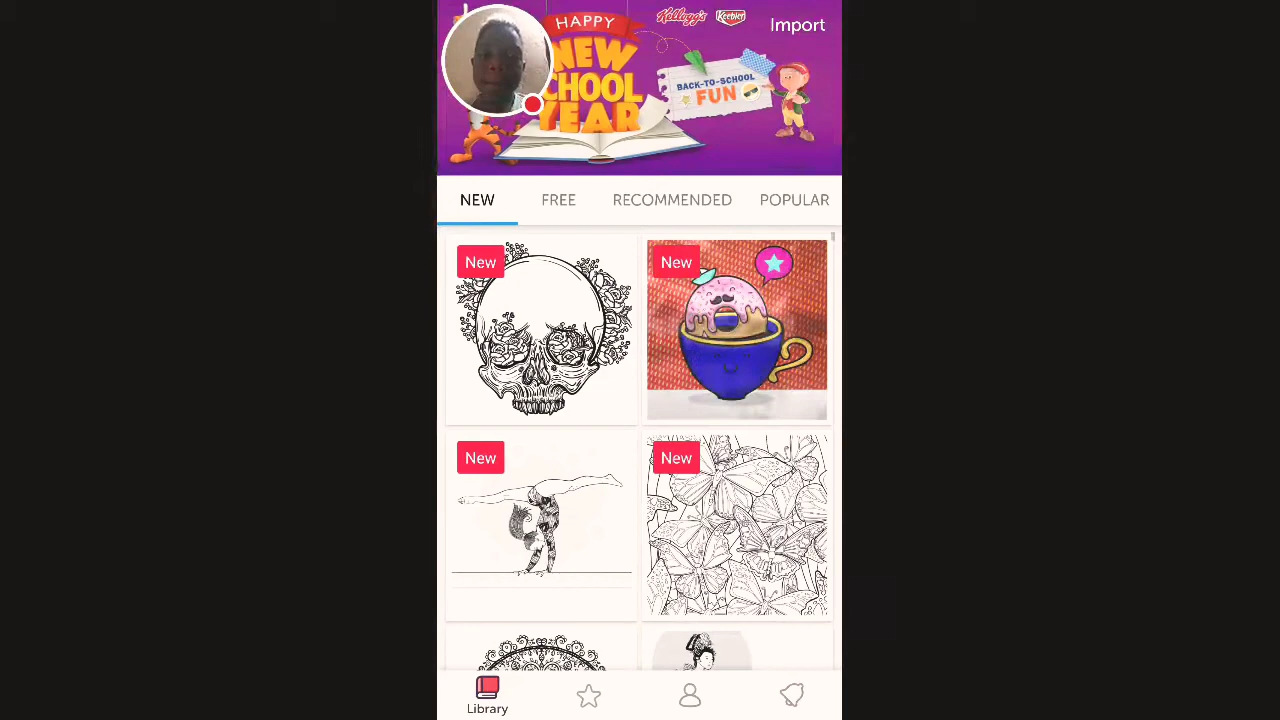 HAPPY
NEW
SCHOOL
YEAR
Kellogg's
Keebler
Import
BACK-TO-SCHOOL
FUN
NEW
FREE
RECOMMENDED
POPULAR
New
New
New
New
Library